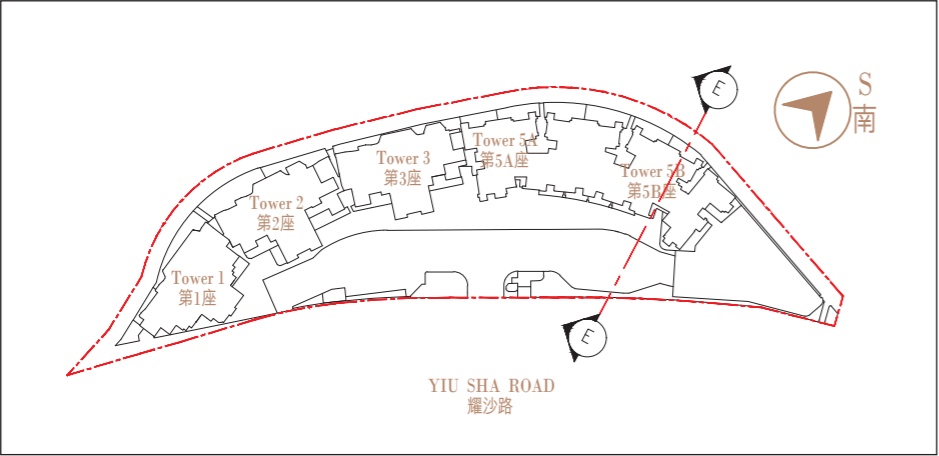 E
S
南
Tower 5A
第5A座
Tower 3
第3座
Tower 5B
第5B座
Tower 2
第2座
Tower 1
第1座
E
YIU SHA ROAD
耀沙路